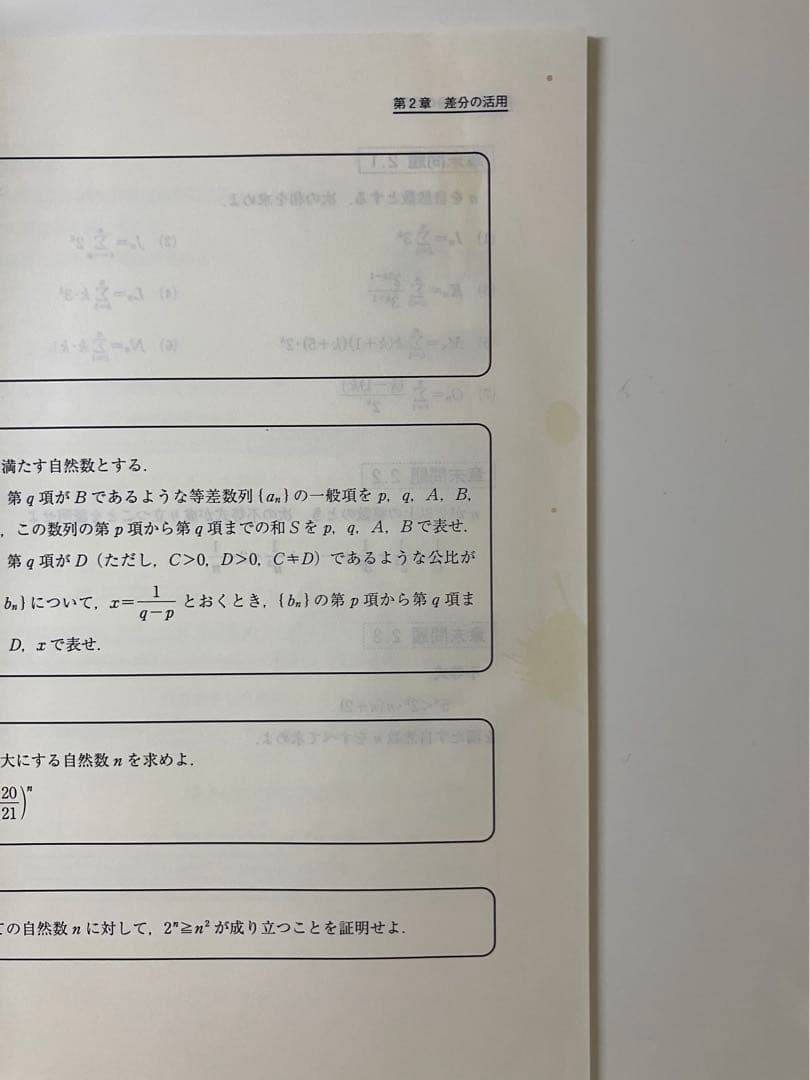 第2章 差分の活用
満たす自然数とする.
第 q 項が B であるような等差数列 {aₙ} の一般項を p, q, A, B,
, この数列の第 p 項から第 q 項までの和 S を p, q, A, B で表せ.
第 q 項が D (ただし, C>0, D>0, C≠D) であるような公比が
bₙ} について, x=1/(q−p) とおくとき, {bₙ} の第 p 項から第 q 項ま
D, x で表せ.
大にする自然数 n を求めよ.
20/21)ⁿ
ての自然数 n に対して, 2ⁿ≧n² が成り立つことを証明せよ.